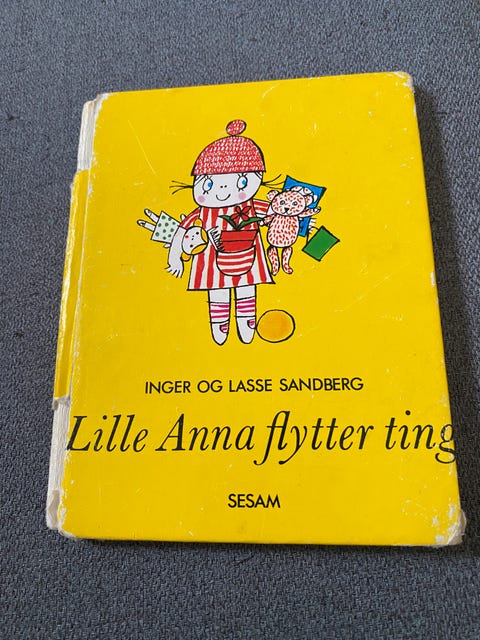 INGER OG LASSE SANDBERG
Lille Anna flytter ting
SESAM